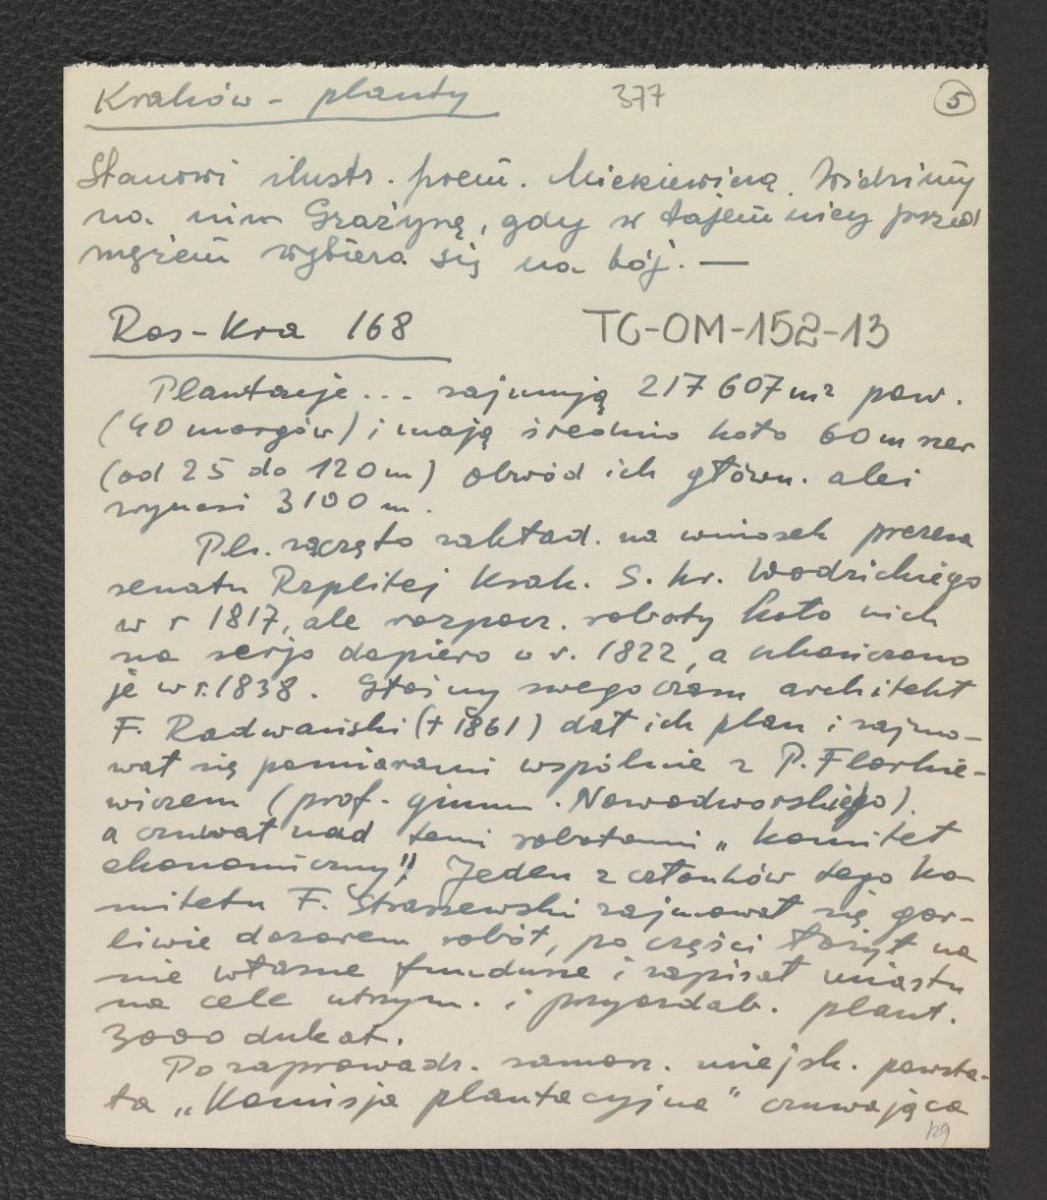 Kraków - planty 377 5
Stanowi ilustr. poem. Mickiewicza. Widzimy
na niw Grażynę, gdy w tajemnicy przed
mężem wybiera się na bój. —
Ros-Kra 168 TG-OM-152-13
Plantacje... zajmują 217 607 m² pow.
(40 morgów) i mają średnio koło 60 m szer
(od 25 do 120 m) obwód ich główn. alei
wynosi 3100 m.
Pl. zaczęto zakład. na wniosek prezesa
senatu Rzplitej Krak. S. hr. Wodzickiego
w r 1817, ale rozpocz. roboty koło nich
na serjo dopiero w r. 1822, a ukończono
je w r. 1838. Głośny swego czasu architekt
F. Radwański († 1861) dał ich plan i zajmo-
wał się pomiarami wspólnie z P. Florkie-
wiczem (prof. gimn. Nowodworskiego).
a czuwał nad temi robotami „komitet
ekonomiczny". Jeden z członków tego ko
mitetu F. Straszewski zajmował się gor-
liwie dozorem robót, po części łożył na
nie własne fundusze i zapisał miastu
na cele utrzym. i przyozdab. plant.
3000 dukat.
Po zaprowadz. samorz. miejsk. powsta-
ła „Komisja plantacyjna" czuwająca
129